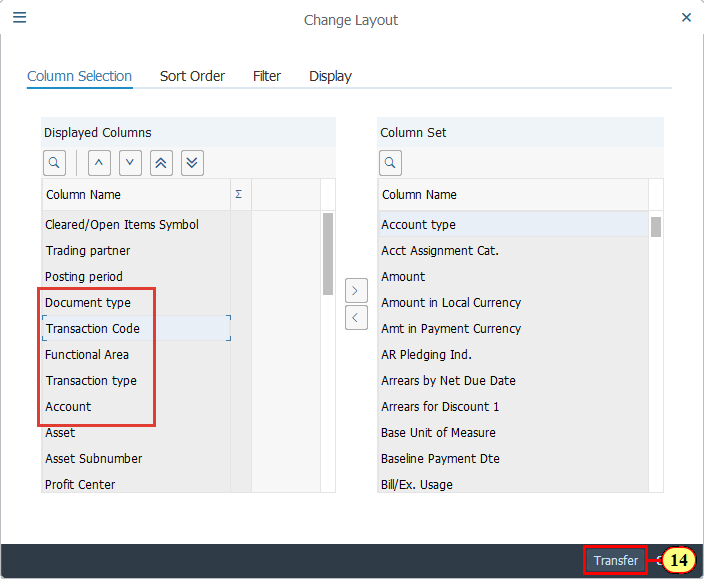 Change Layout
Column Selection Sort Order Filter Display
Displayed Columns
Column Name Σ
Cleared/Open Items Symbol
Trading partner
Posting period
Document type
Transaction Code
Functional Area
Transaction type
Account
Asset
Asset Subnumber
Profit Center
Column Set
Column Name
Account type
Acct Assignment Cat.
Amount
Amount in Local Currency
Amt in Payment Currency
AR Pledging Ind.
Arrears by Net Due Date
Arrears for Discount 1
Base Unit of Measure
Baseline Payment Dte
Bill/Ex. Usage
Transfer 14